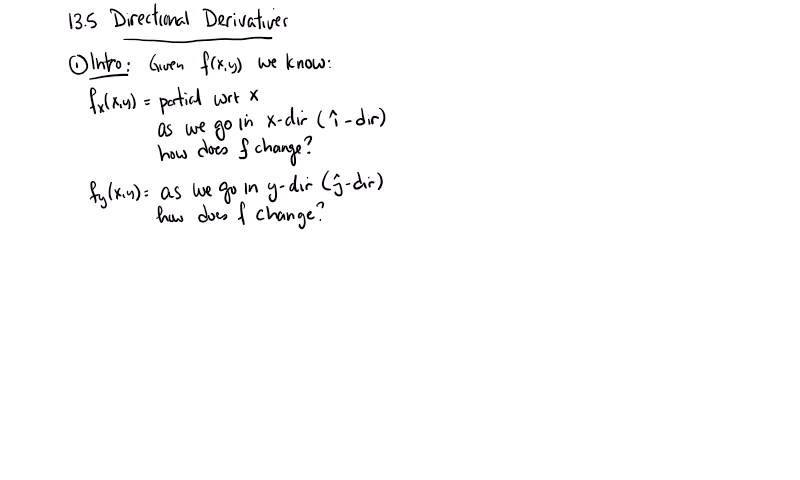 13.5 Directional Derivatives
① Intro: Given f(x,y) we know:
fx(x,y) = partial wrt x
as we go in x-dir (î-dir)
how does f change?
fy(x,y) = as we go in y-dir (ĵ-dir)
how does f change?